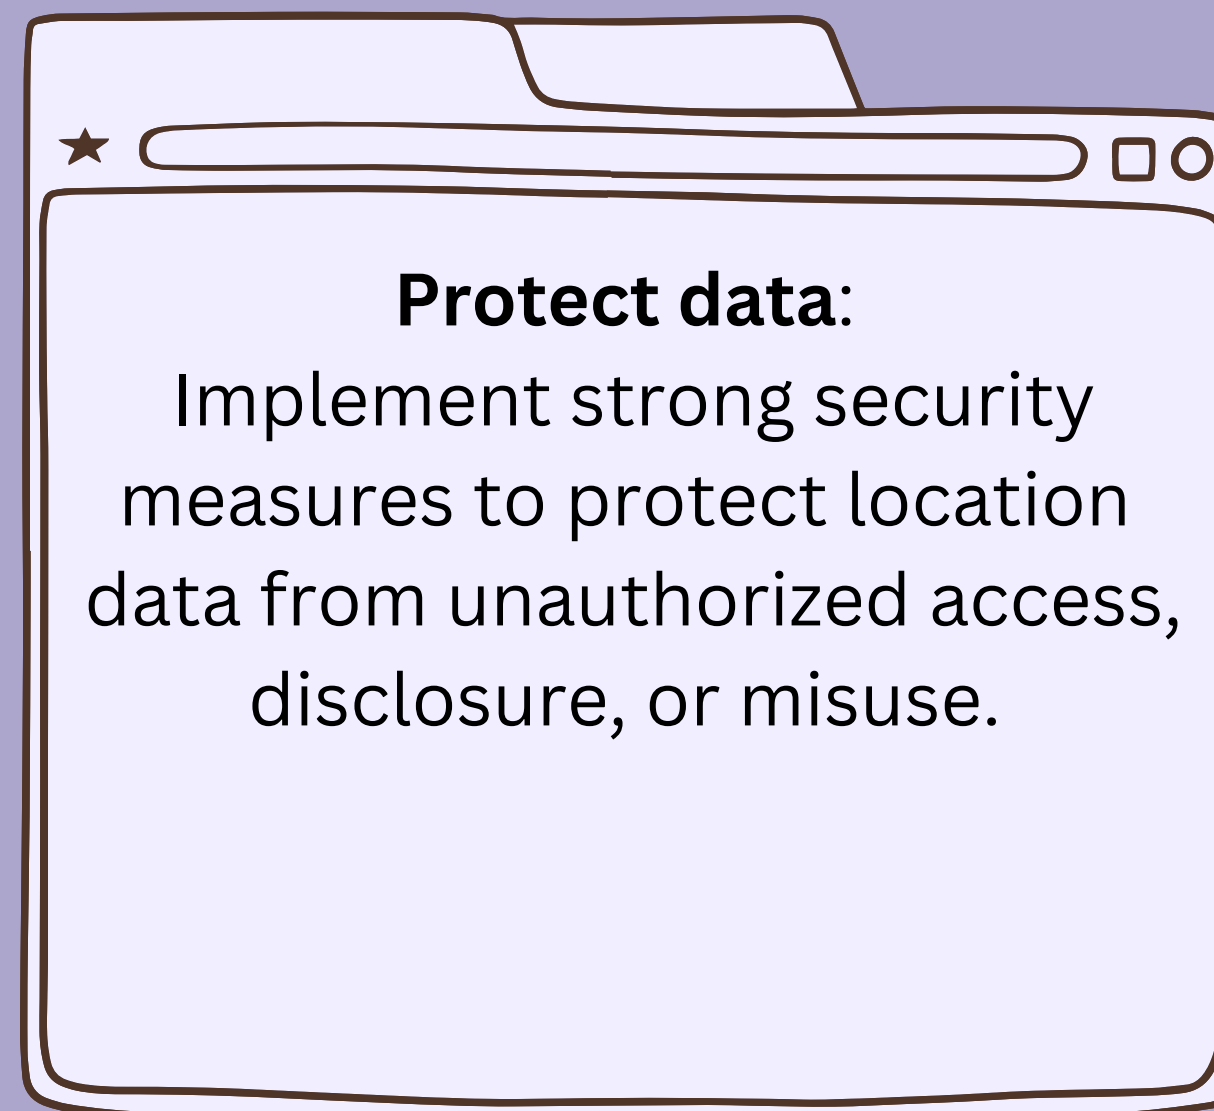 Protect data:
Implement strong security
measures to protect location
data from unauthorized access,
disclosure, or misuse.